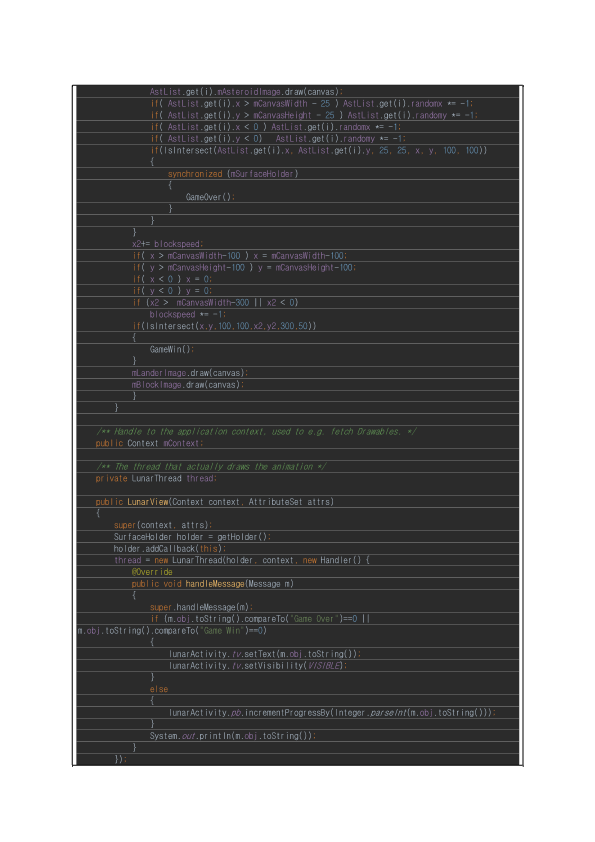 AstList.get(i).mAsteroidImage.draw(canvas);
if( AstList.get(i).x > mCanvasWidth - 25 ) AstList.get(i).randomx *= -1;
if( AstList.get(i).y > mCanvasHeight - 25 ) AstList.get(i).randomy *= -1;
if( AstList.get(i).x < 0 ) AstList.get(i).randomx *= -1;
if( AstList.get(i).y < 0)   AstList.get(i).randomy *= -1;
if(IsIntersect(AstList.get(i).x, AstList.get(i).y, 25, 25, x, y, 100, 100))
{
synchronized (mSurfaceHolder)
{
GameOver();
}
}
}
x2+= blockspeed;
if( x > mCanvasWidth-100 ) x = mCanvasWidth-100;
if( y > mCanvasHeight-100 ) y = mCanvasHeight-100;
if( x < 0 ) x = 0;
if( y < 0 ) y = 0;
if (x2 >  mCanvasWidth-300 || x2 < 0)
blockspeed *= -1;
if(IsIntersect(x,y,100,100,x2,y2,300,50))
{
GameWin();
}
mLanderImage.draw(canvas);
mBlockImage.draw(canvas);
}
}
/** Handle to the application context, used to e.g. fetch Drawables. */
public Context mContext;
/** The thread that actually draws the animation */
private LunarThread thread;
public LunarView(Context context, AttributeSet attrs)
{
super(context, attrs);
SurfaceHolder holder = getHolder();
holder.addCallback(this);
thread = new LunarThread(holder, context, new Handler() {
@Override
public void handleMessage(Message m)
{
super.handleMessage(m);
if (m.obj.toString().compareTo("Game Over")==0 ||
m.obj.toString().compareTo("Game Win")==0)
{
lunarActivity.tv.setText(m.obj.toString());
lunarActivity.tv.setVisibility(VISIBLE);
}
else
{
lunarActivity.pb.incrementProgressBy(Integer.parseInt(m.obj.toString()));
}
System.out.println(m.obj.toString());
}
});